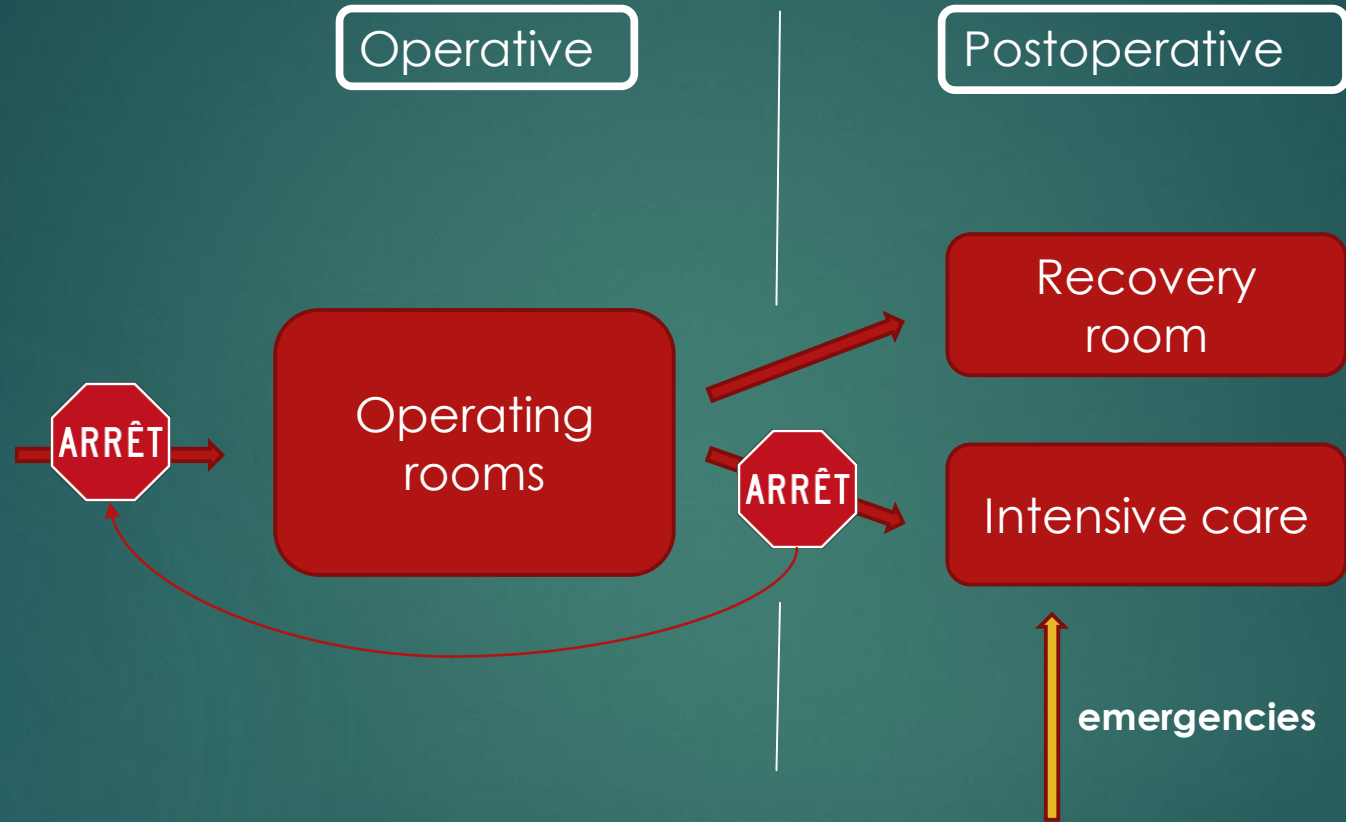 Operative
Postoperative
Recovery
room
ARRÊT
Operating
rooms
ARRÊT
Intensive care
emergencies